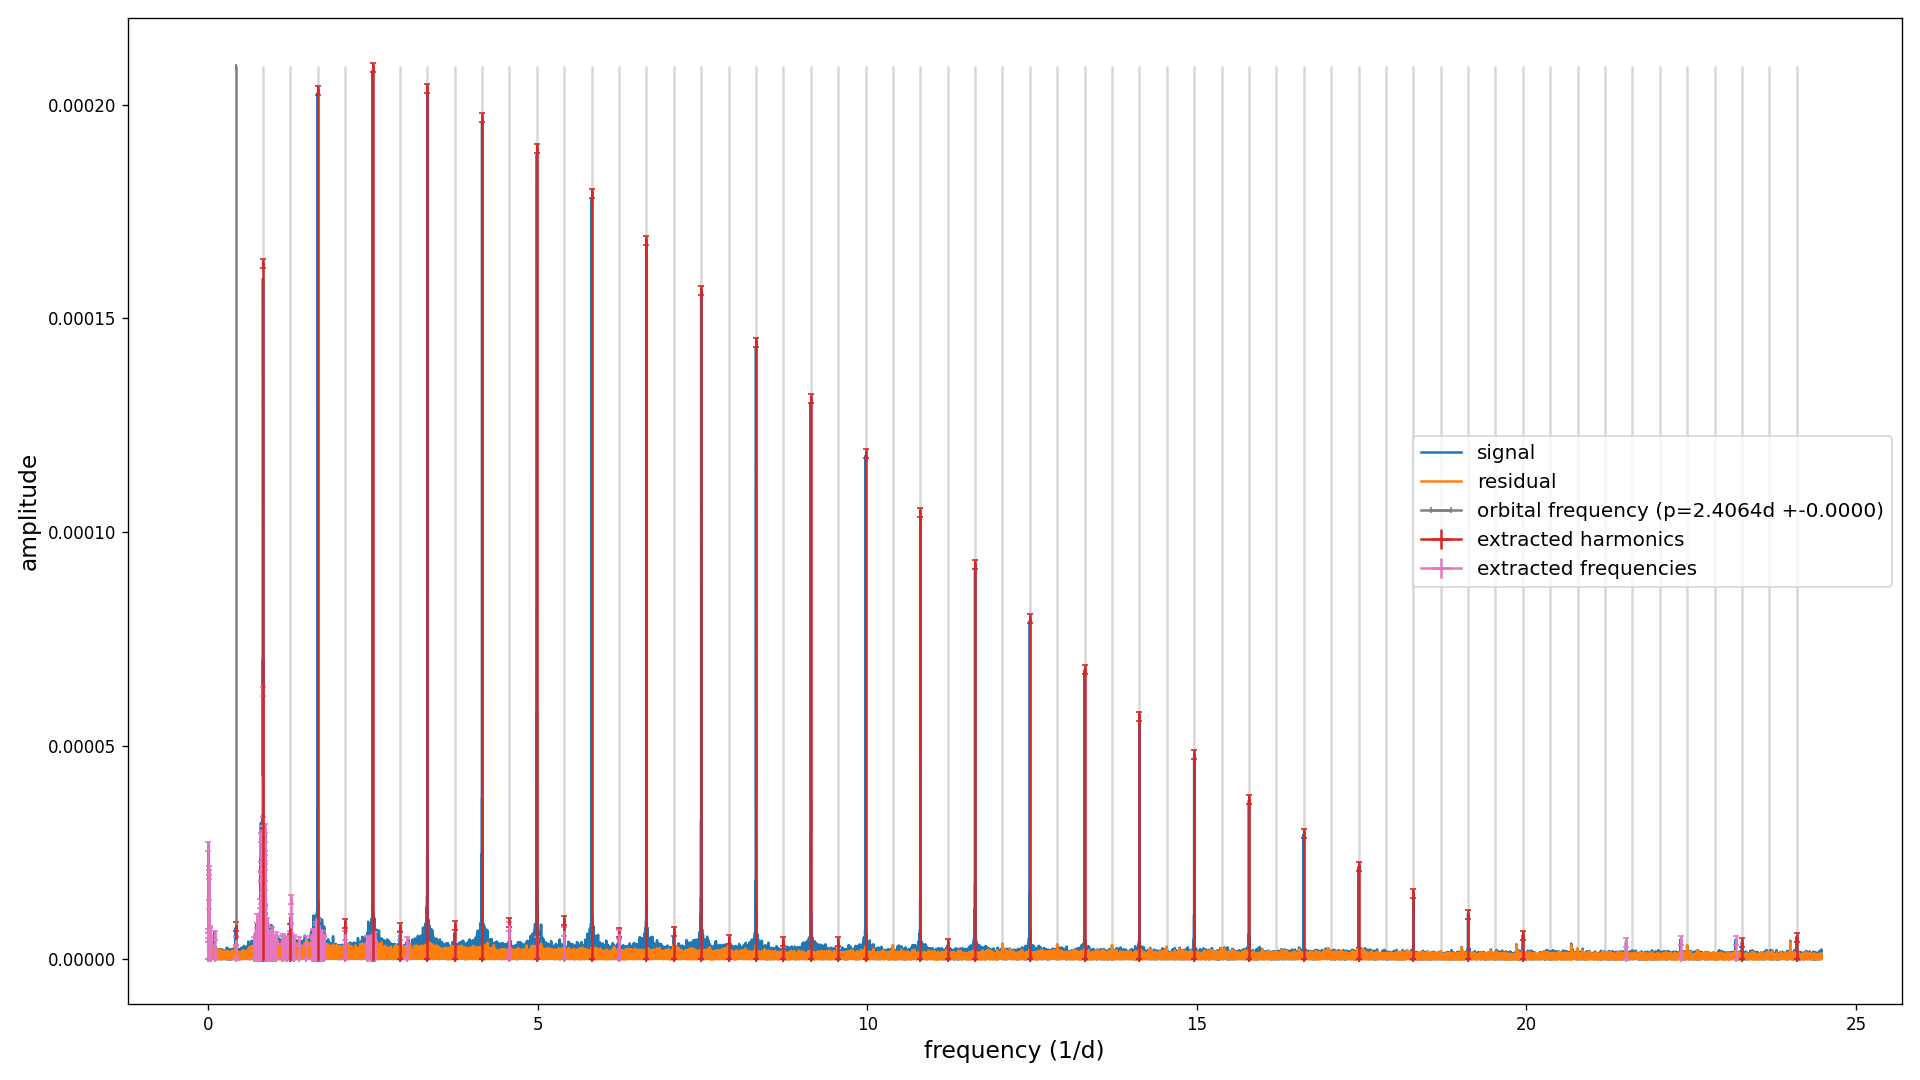 amplitude
0.00020
0.00015
0.00010
0.00005
0.00000
signal
residual
orbital frequency (p=2.4064d +-0.0000)
extracted harmonics
extracted frequencies
0 5 10 15 20 25
frequency (1/d)